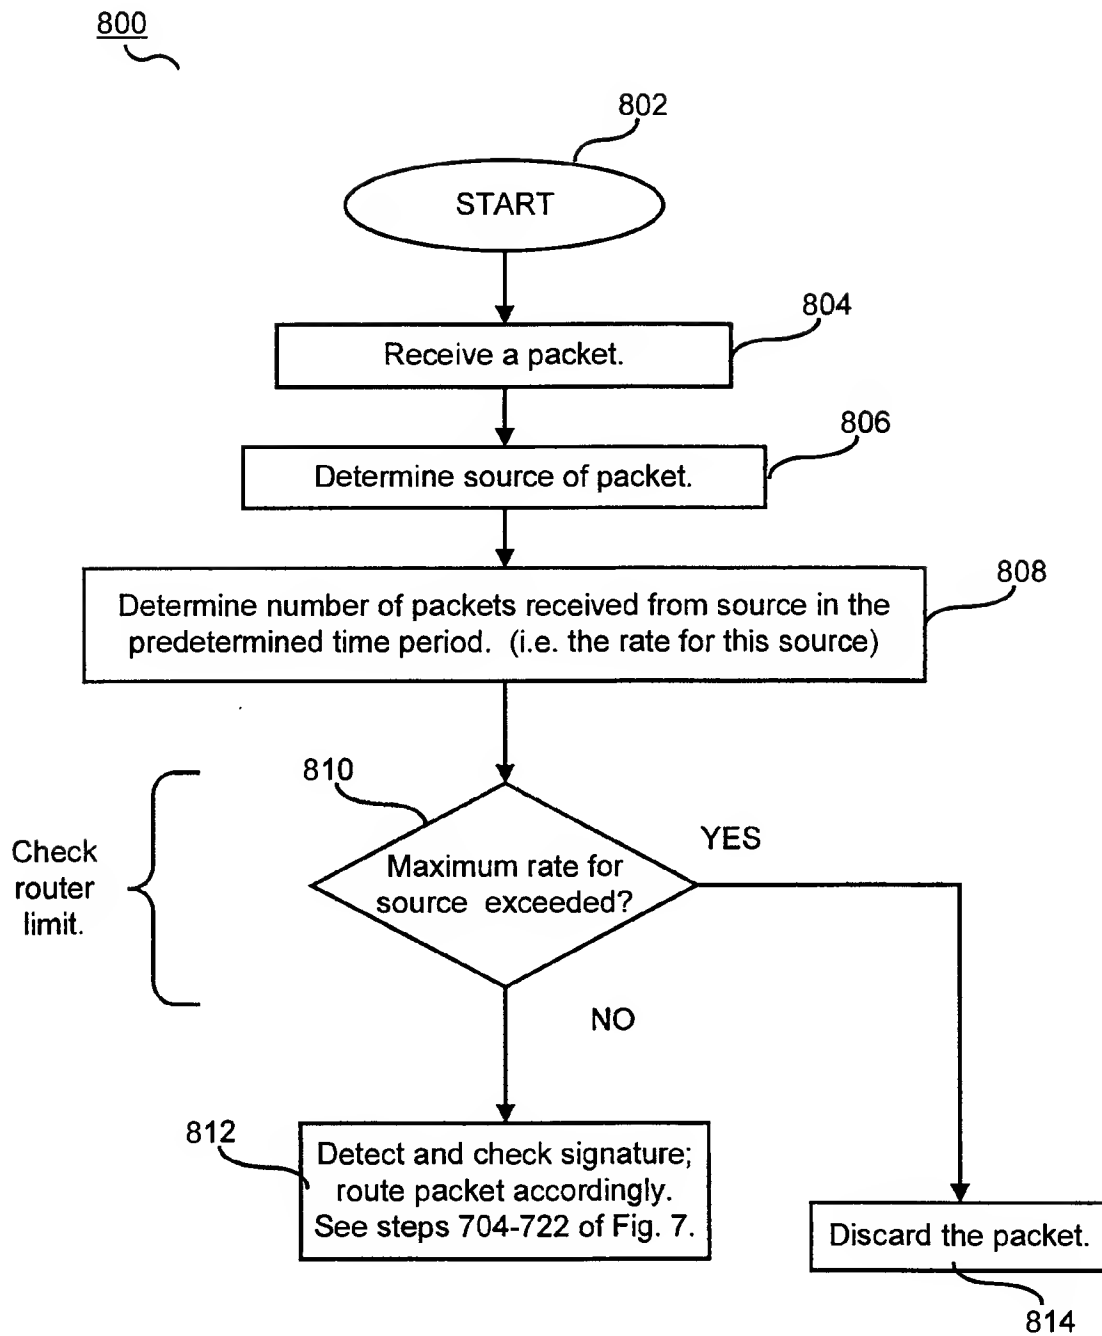 800
802
START
804
Receive a packet.
806
Determine source of packet.
808
Determine number of packets received from source in the
predetermined time period.  (i.e. the rate for this source)
810
Check
router
limit.
Maximum rate for
source  exceeded?
YES
NO
812
Detect and check signature;
route packet accordingly.
See steps 704-722 of Fig. 7.
Discard the packet.
814